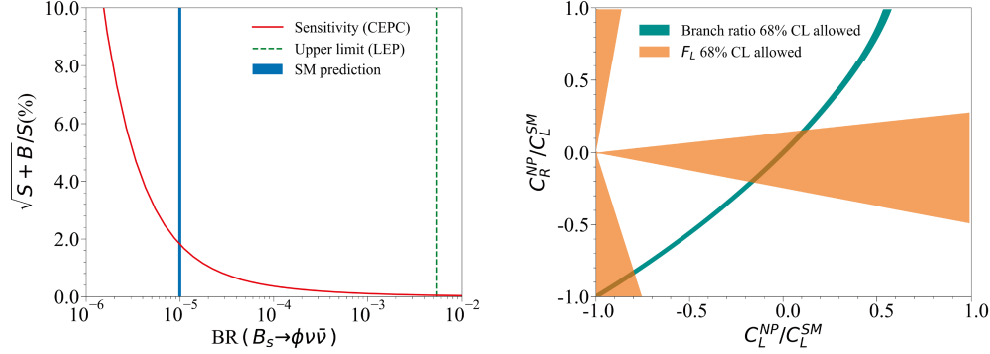 10.0
8.0
6.0
4.0
2.0
0.0
√S + B/S(%)
Sensitivity (CEPC)
Upper limit (LEP)
SM prediction
10⁻⁶
10⁻⁵
10⁻⁴
10⁻³
10⁻²
BR(B_s→ϕνν̄)
1.0
0.5
0.0
-0.5
-1.0
C_R^{NP}/C_L^{SM}
Branch ratio 68% CL allowed
F_L 68% CL allowed
-1.0
-0.5
0.0
0.5
1.0
C_L^{NP}/C_L^{SM}